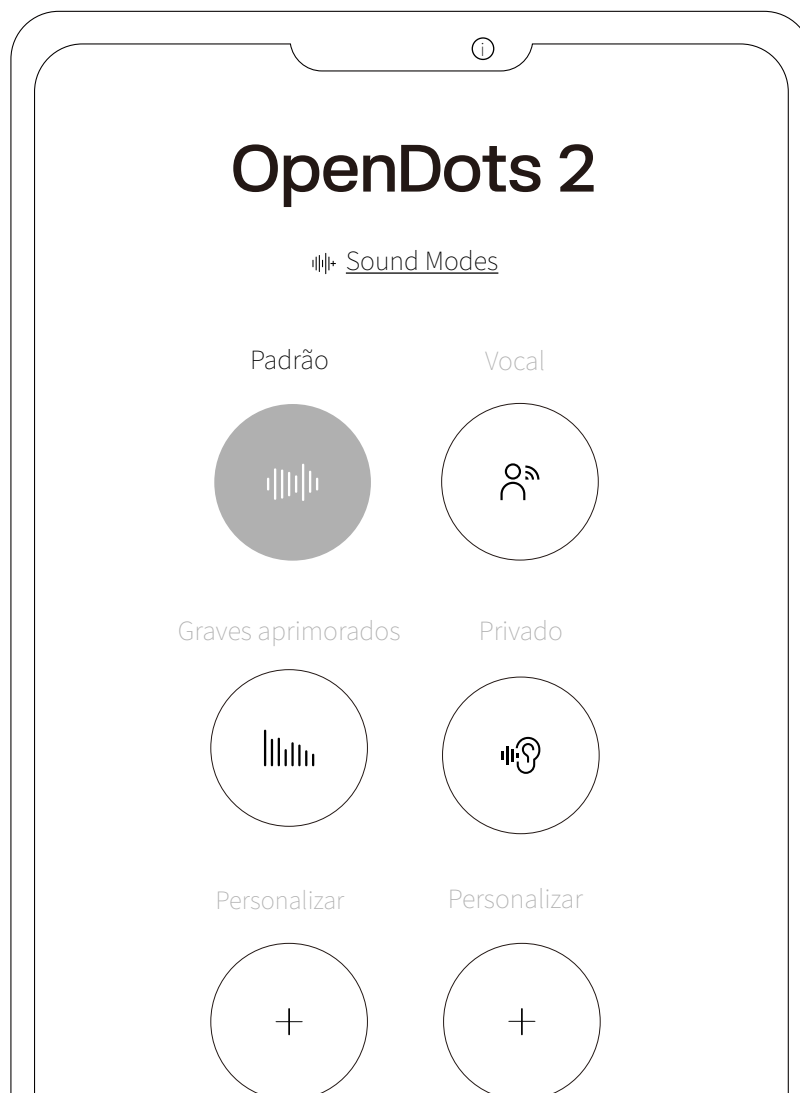 OpenDots 2
Sound Modes
Padrão
Vocal
Graves aprimorados
Privado
Personalizar
Personalizar